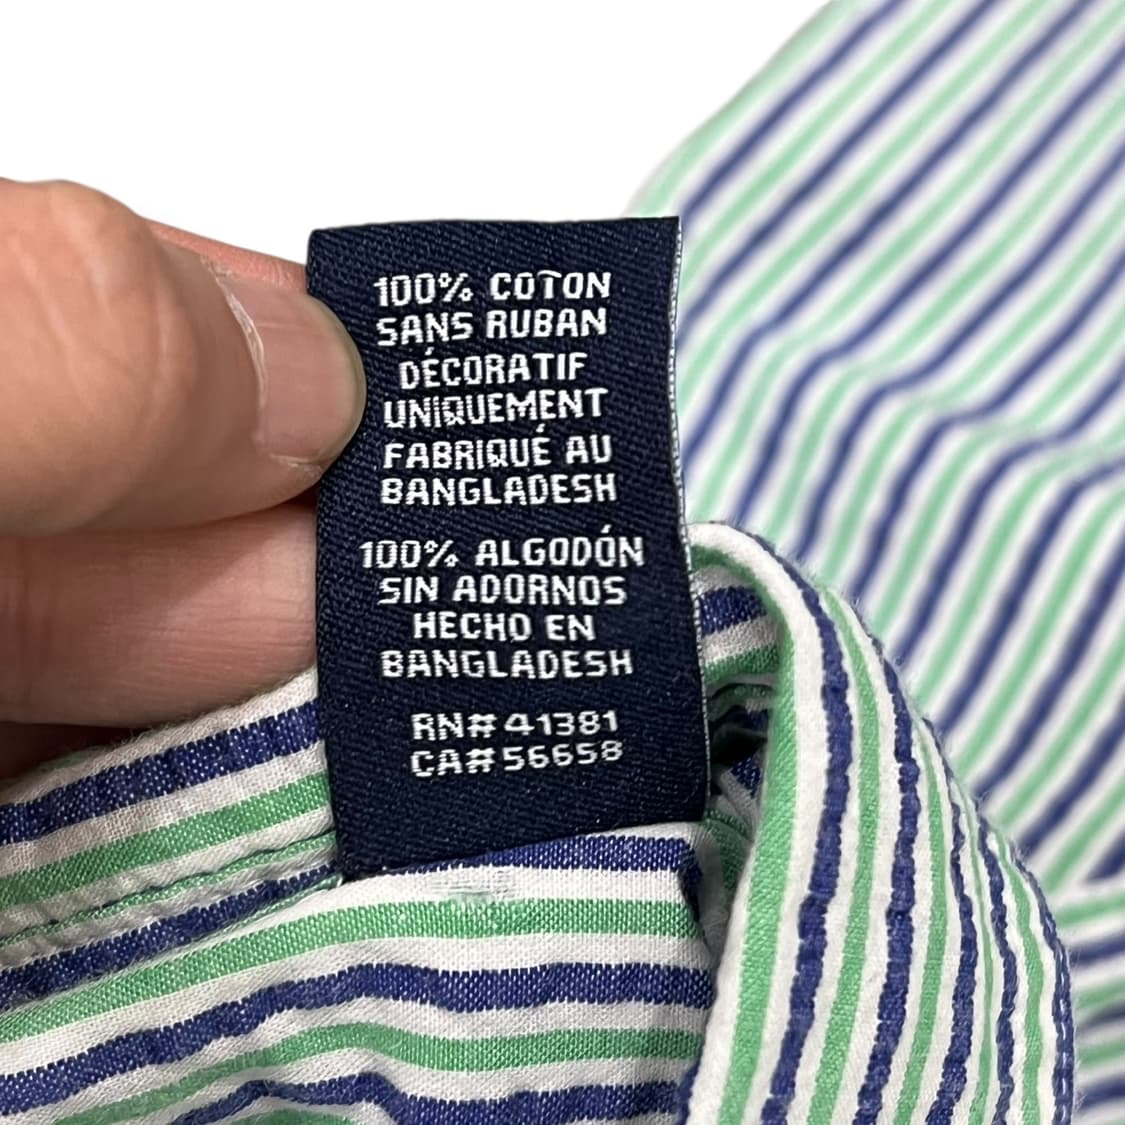 100% COTON
SANS RUBAN
DÉCORATIF
UNIQUEMENT
FABRIQUÉ AU
BANGLADESH
100% ALGODÓN
SIN ADORNOS
HECHO EN
BANGLADESH
RN# 41381
CA# 56658